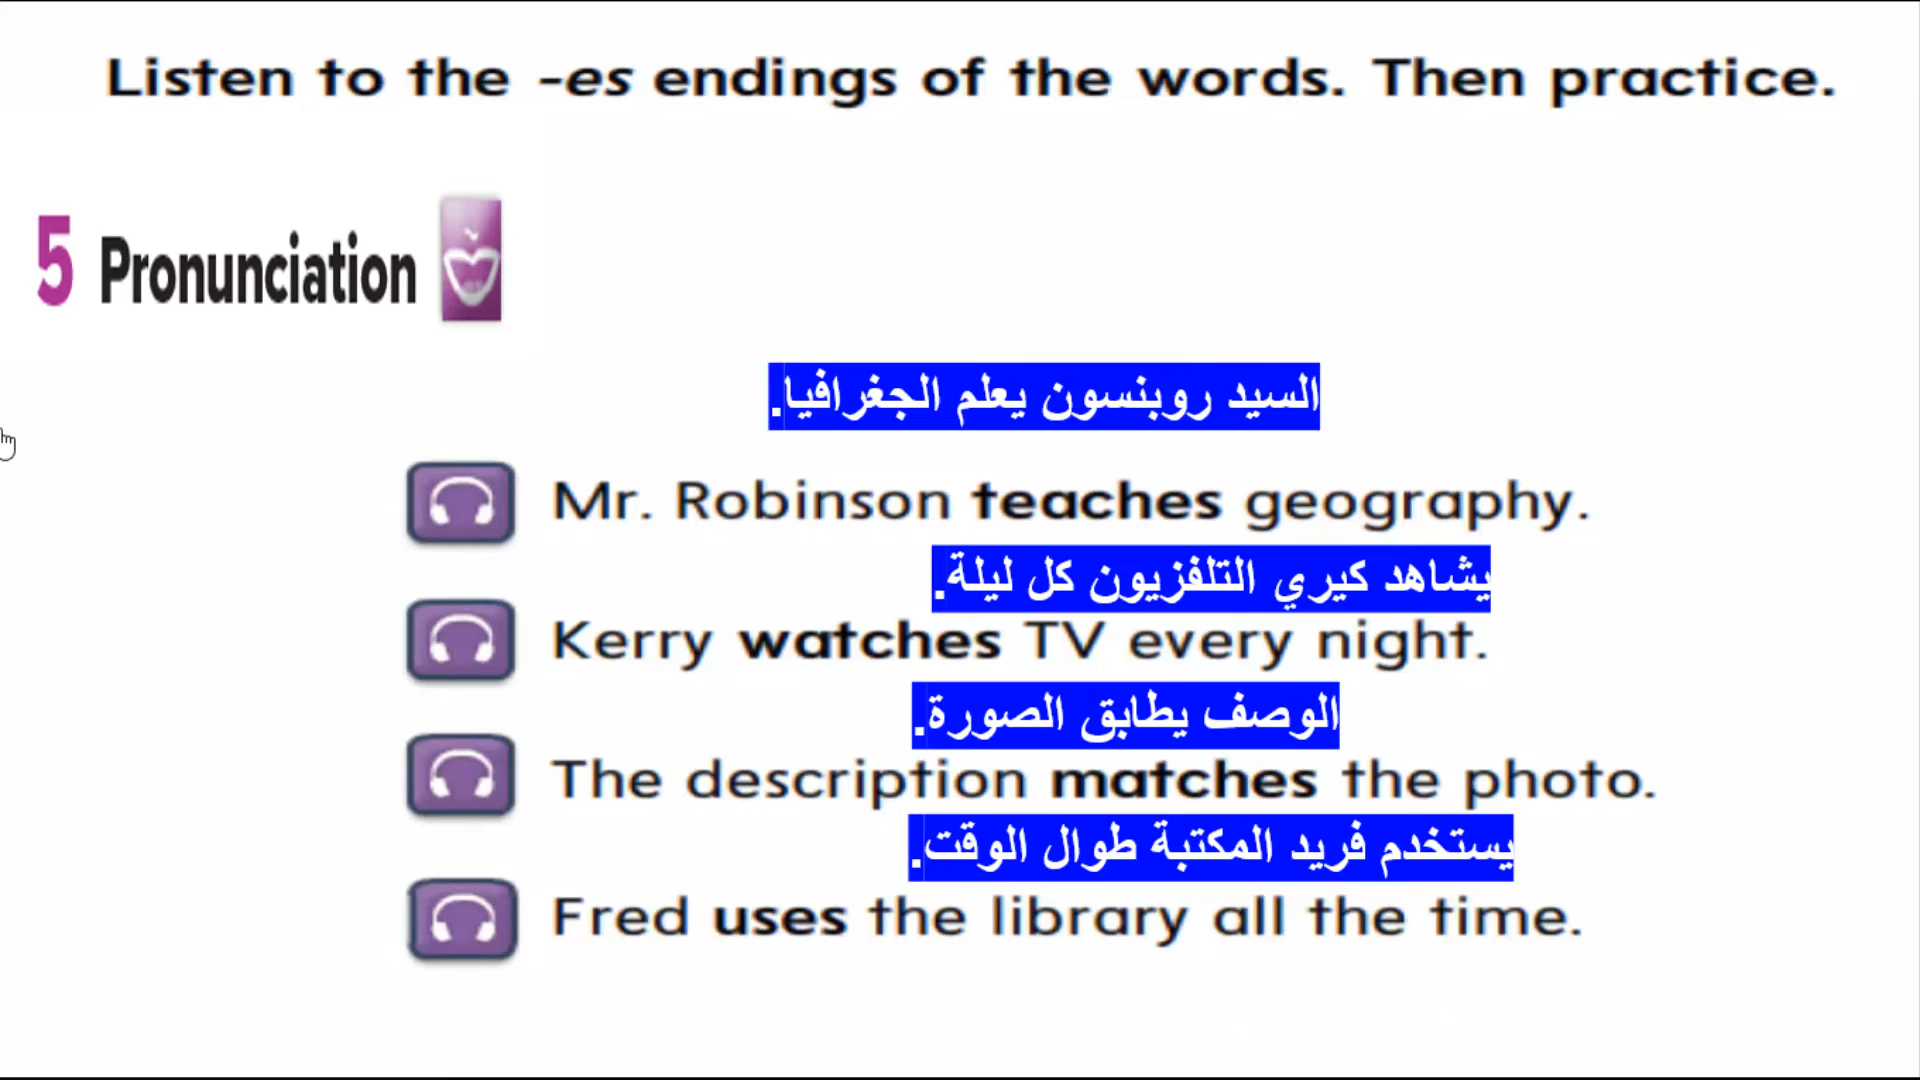 Listen to the -es endings of the words. Then practice.
5 Pronunciation
السيد روبنسون يعلم الجغرافيا.
Mr. Robinson teaches geography.
يشاهد كيري التلفزيون كل ليلة.
Kerry watches TV every night.
الوصف يطابق الصورة.
The description matches the photo.
يستخدم فريد المكتبة طوال الوقت.
Fred uses the library all the time.